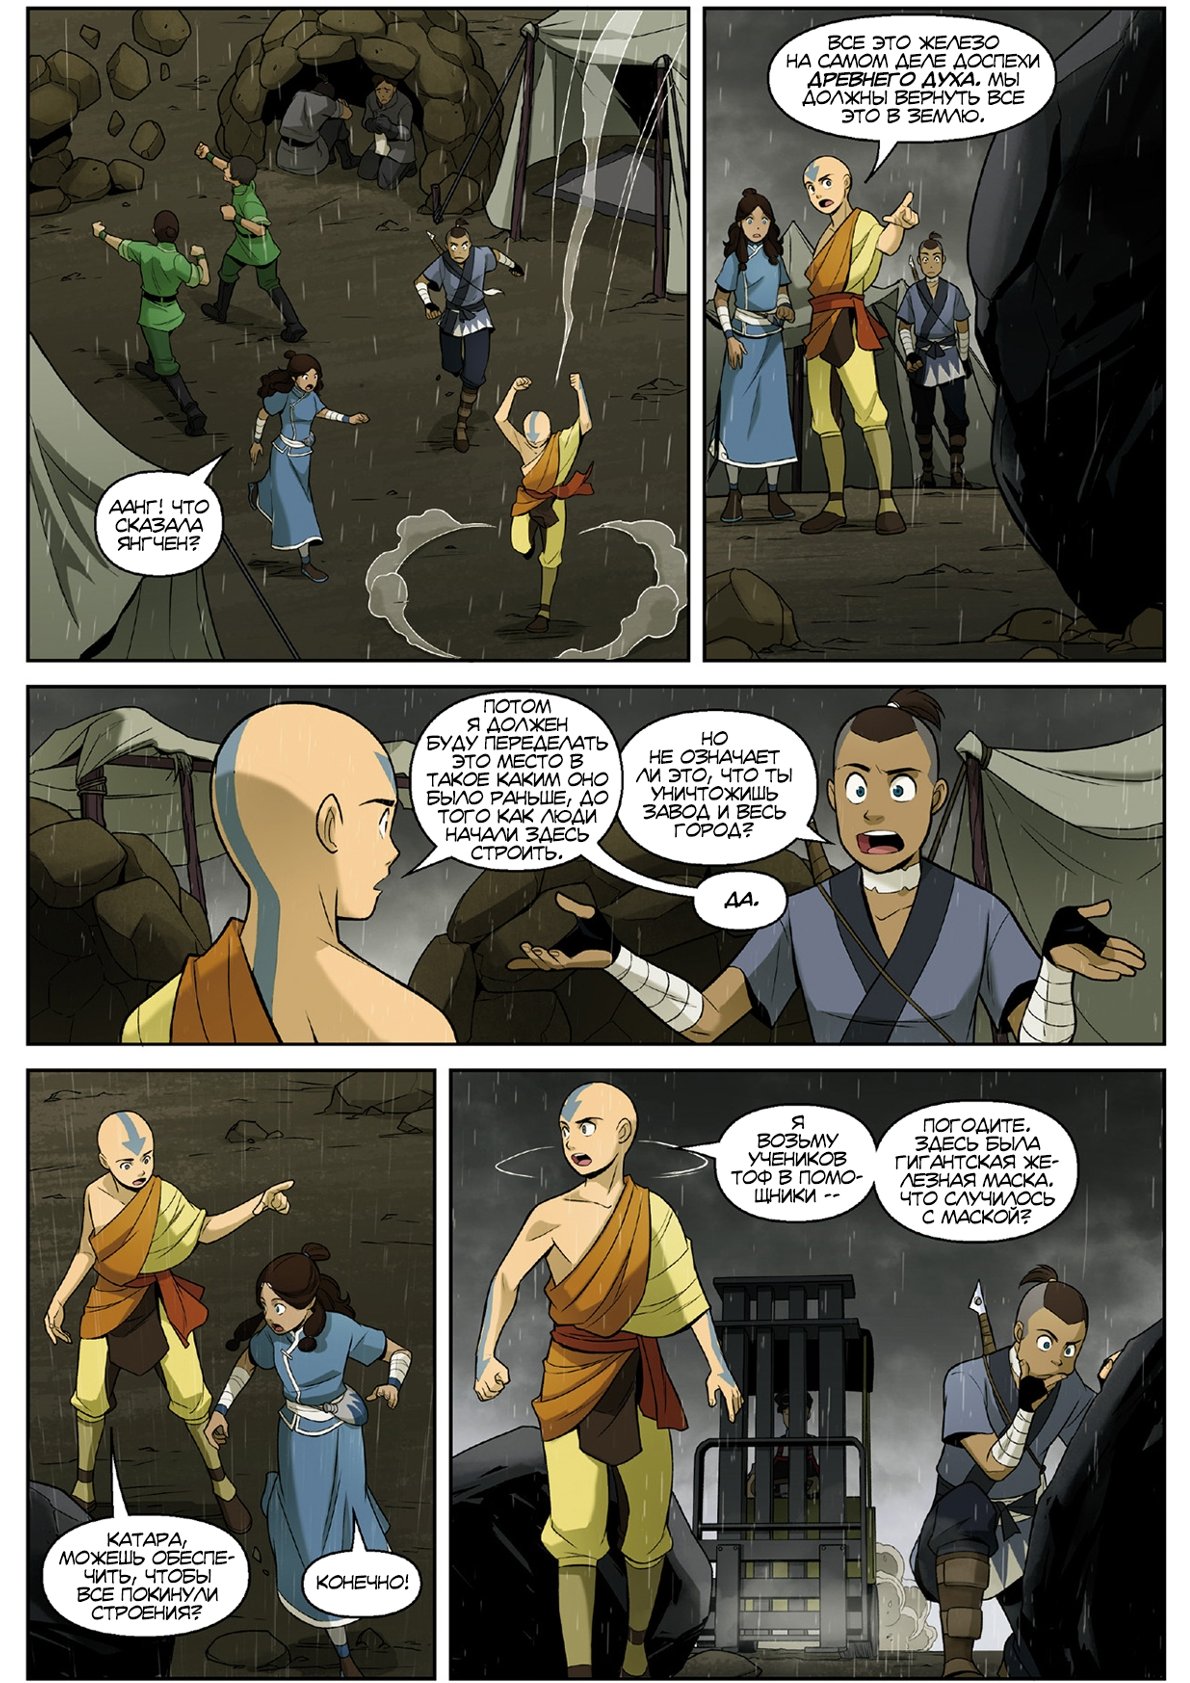 ААНГ! ЧТО
СКАЗАЛА
ЯНГЧЕН?
ВСЕ ЭТО ЖЕЛЕЗО
НА САМОМ ДЕЛЕ ДОСПЕХИ
ДРЕВНЕГО ДУХА. МЫ
ДОЛЖНЫ ВЕРНУТЬ ВСЕ
ЭТО В ЗЕМЛЮ.
ПОТОМ
Я ДОЛЖЕН
БУДУ ПЕРЕДЕЛАТЬ
ЭТО МЕСТО В
ТАКОЕ КАКИМ ОНО
БЫЛО РАНЬШЕ, ДО
ТОГО КАК ЛЮДИ
НАЧАЛИ ЗДЕСЬ
СТРОИТЬ.
НО
НЕ ОЗНАЧАЕТ
ЛИ ЭТО, ЧТО ТЫ
УНИЧТОЖИШЬ
ЗАВОД И ВЕСЬ
ГОРОД?
ДА.
КАТАРА,
МОЖЕШЬ ОБЕСПЕ-
ЧИТЬ, ЧТОБЫ
ВСЕ ПОКИНУЛИ
СТРОЕНИЯ?
КОНЕЧНО!
Я
ВОЗЬМУ
УЧЕНИКОВ
ТОФ В ПОМО-
ЩНИКИ --
ПОГОДИТЕ.
ЗДЕСЬ БЫЛА
ГИГАНТСКАЯ ЖЕ-
ЛЕЗНАЯ МАСКА.
ЧТО СЛУЧИЛОСЬ
С МАСКОЙ?